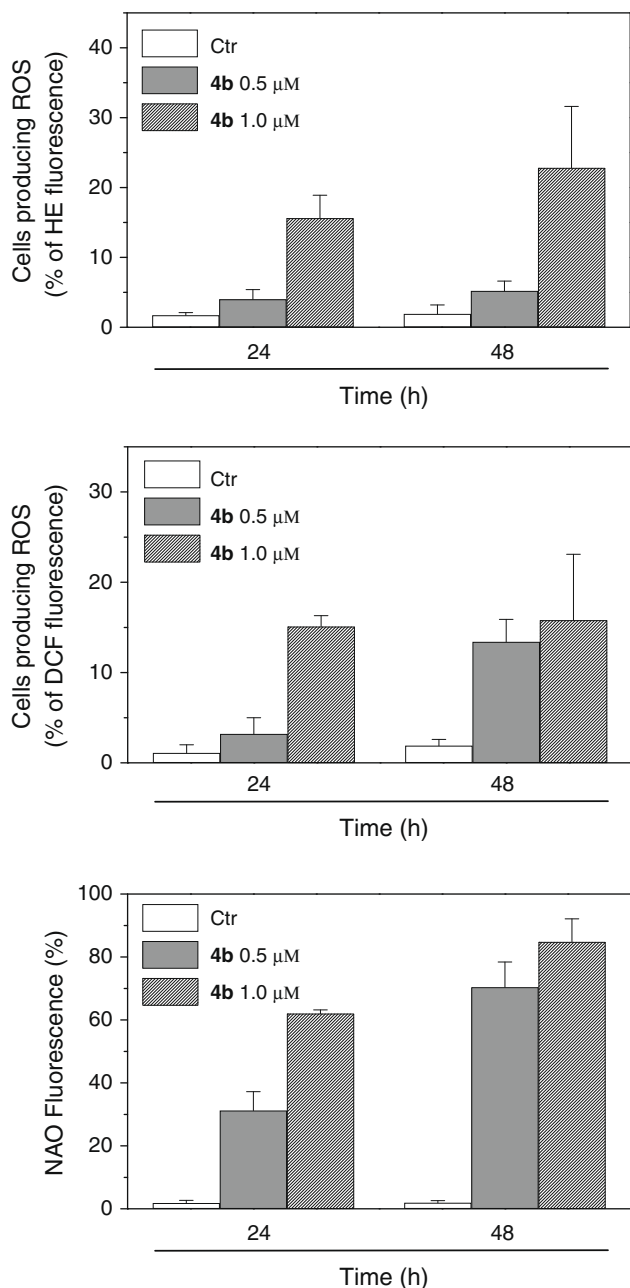 Cells producing ROS
(% of HE fluorescence)
40
30
20
10
0
Ctr
4b 0.5 μM
4b 1.0 μM
24
48
Time (h)
Cells producing ROS
(% of DCF fluorescence)
30
20
10
0
Ctr
4b 0.5 μM
4b 1.0 μM
24
48
Time (h)
NAO Fluorescence (%)
100
80
60
40
20
0
Ctr
4b 0.5 μM
4b 1.0 μM
24
48
Time (h)